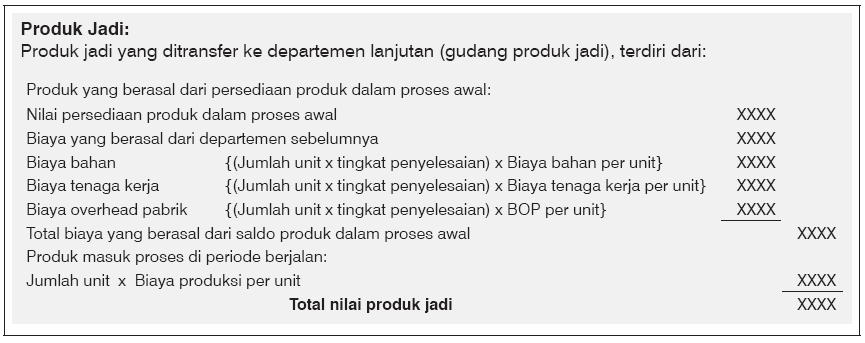 Produk Jadi:
Produk jadi yang ditransfer ke departemen lanjutan (gudang produk jadi), terdiri dari:
Produk yang berasal dari persediaan produk dalam proses awal:
Nilai persediaan produk dalam proses awal XXXX
Biaya yang berasal dari departemen sebelumnya XXXX
Biaya bahan {(Jumlah unit x tingkat penyelesaian) x Biaya bahan per unit} XXXX
Biaya tenaga kerja {(Jumlah unit x tingkat penyelesaian) x Biaya tenaga kerja per unit} XXXX
Biaya overhead pabrik {(Jumlah unit x tingkat penyelesaian) x BOP per unit} XXXX
Total biaya yang berasal dari saldo produk dalam proses awal XXXX
Produk masuk proses di periode berjalan:
Jumlah unit x Biaya produksi per unit XXXX
Total nilai produk jadi XXXX